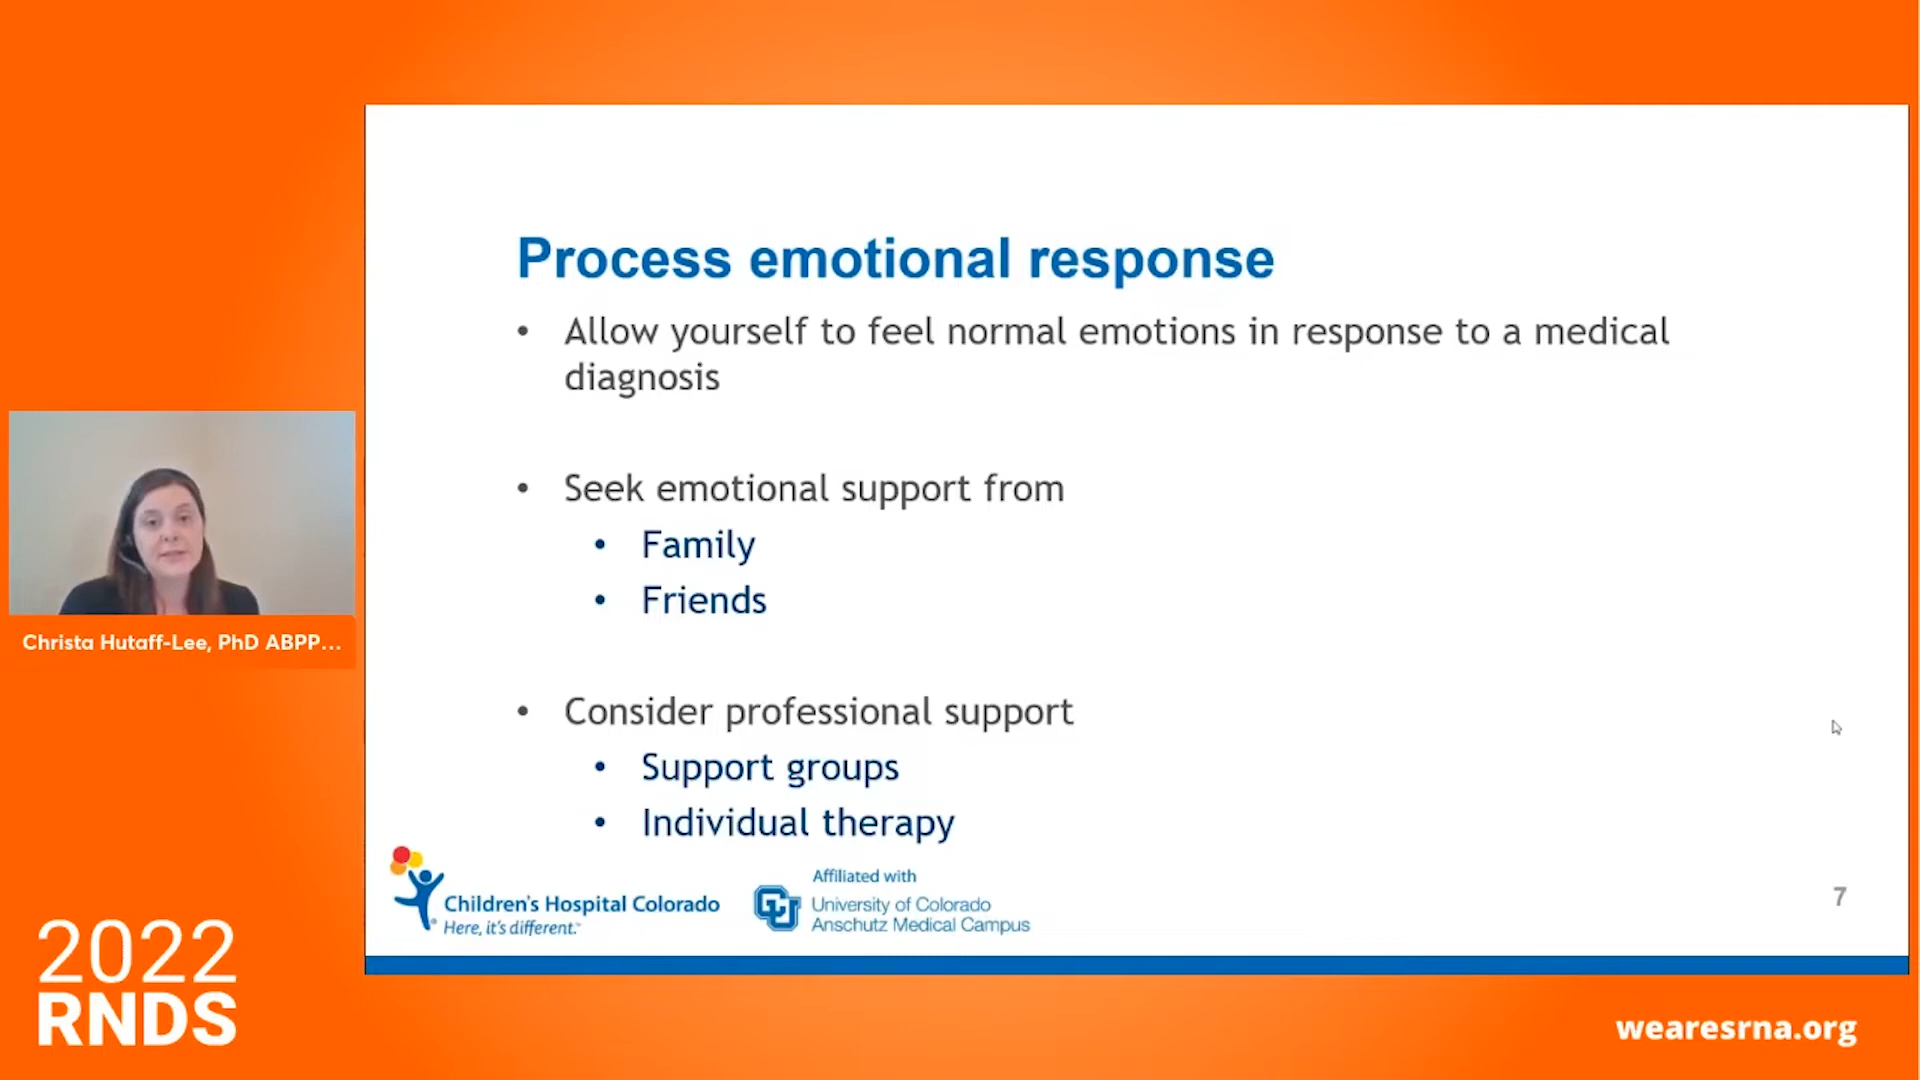 Process emotional response
• Allow yourself to feel normal emotions in response to a medical
diagnosis
• Seek emotional support from
• Family
• Friends
• Consider professional support
• Support groups
• Individual therapy
Christa Hutaff-Lee, PhD ABPP...
Children's Hospital Colorado
Here, it's different.™
Affiliated with
University of Colorado
Anschutz Medical Campus
7
2022
RNDS
wearesrna.org